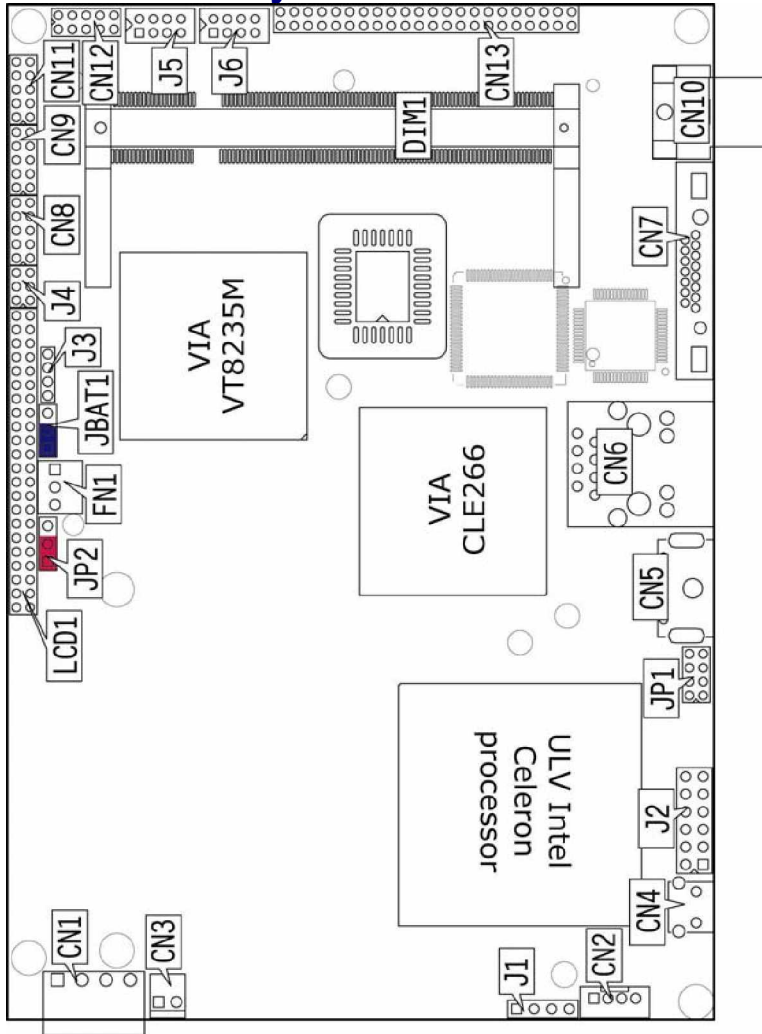 CN11
CN12
J5
J6
CN13
CN10
CN9
DIM1
CN8
CN7
J4
VIA
VT8235M
J3
JBAT1
FN1
VIA
CLE266
CN6
JP2
CN5
LCD1
JP1
ULV Intel
Celeron
processor
J2
CN4
CN1
CN3
J1
CN2